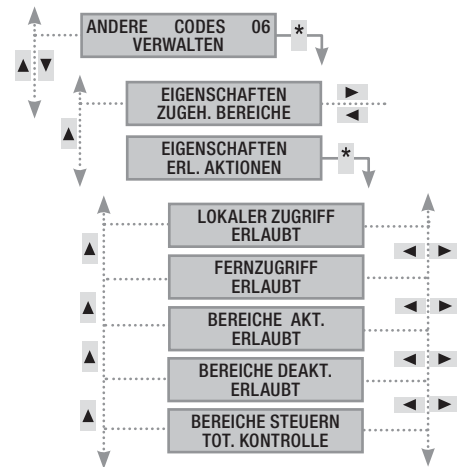 ANDERE CODES 06
VERWALTEN
*
EIGENSCHAFTEN
ZUGEH. BEREICHE
EIGENSCHAFTEN
ERL. AKTIONEN
*
LOKALER ZUGRIFF
ERLAUBT
FERNZUGRIFF
ERLAUBT
BEREICHE AKT.
ERLAUBT
BEREICHE DEAKT.
ERLAUBT
BEREICHE STEUERN
TOT. KONTROLLE